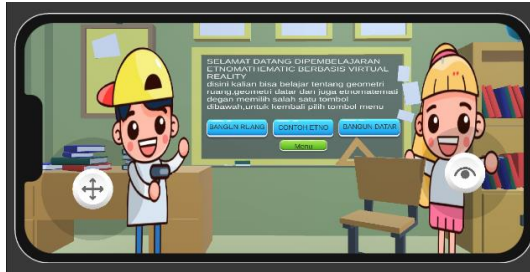 SELAMAT DATANG DIPEMBELAJARAN
ETNOMATHEMATIC BERBASIS VIRTUAL
REALITY
disini kalian bisa belajar tentang geometri
ruang,geometri datar dan juga etnomatemad
degan memilih salah satu tombol
dibawah,untuk kembali pilih tombol menu
BANGUN RUANG CONTOH ETNO BANGUN DATAR
Menu